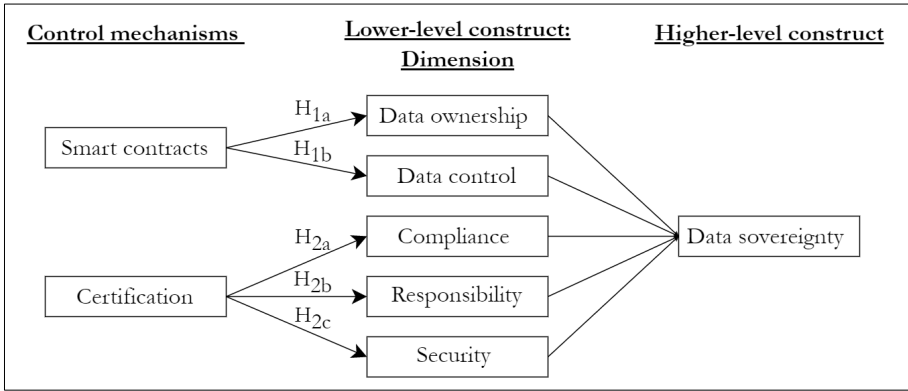 Control mechanisms
Lower-level construct:
Dimension
Higher-level construct
Smart contracts
H1a
H1b
Data ownership
Data control
Certification
H2a
H2b
H2c
Compliance
Responsibility
Security
Data sovereignty